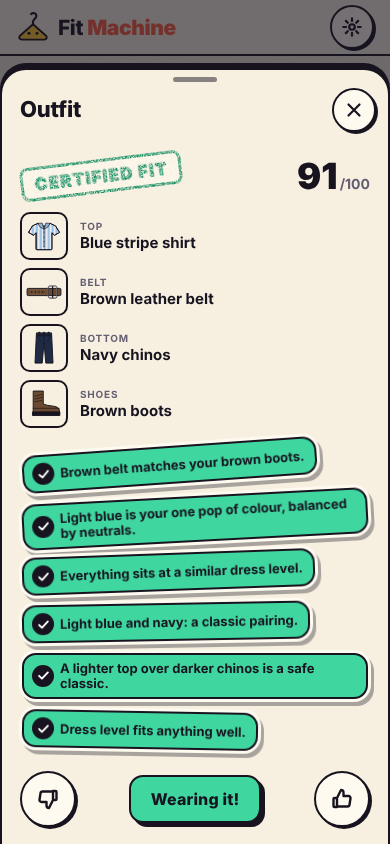 Fit Machine
Outfit
CERTIFIED FIT
91/100
TOP
Blue stripe shirt
BELT
Brown leather belt
BOTTOM
Navy chinos
SHOES
Brown boots
Brown belt matches your brown boots.
Light blue is your one pop of colour, balanced
by neutrals.
Everything sits at a similar dress level.
Light blue and navy: a classic pairing.
A lighter top over darker chinos is a safe
classic.
Dress level fits anything well.
Wearing it!